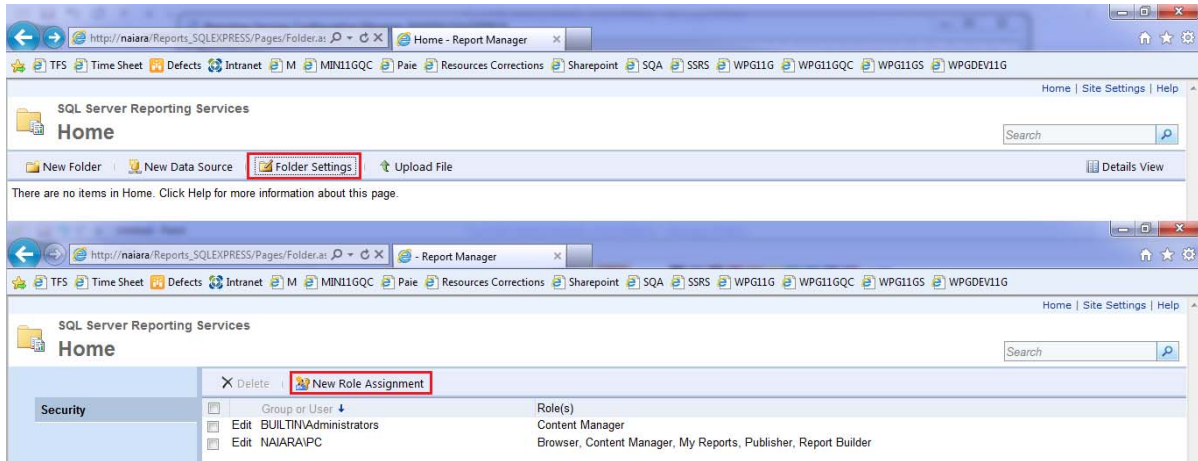 http://naiara/Reports_SQLEXPRESS/Pages/Folder.as Home - Report Manager
TFS Time Sheet Defects Intranet M MIN11GQC Paie Resources Corrections Sharepoint SQA SSRS WPG11G WPG11GQC WPG11GS WPGDEV11G
Home | Site Settings | Help
SQL Server Reporting Services
Home
Search
New Folder New Data Source Folder Settings Upload File Details View
There are no items in Home. Click Help for more information about this page.
http://naiara/Reports_SQLEXPRESS/Pages/Folder.as - Report Manager
TFS Time Sheet Defects Intranet M MIN11GQC Paie Resources Corrections Sharepoint SQA SSRS WPG11G WPG11GQC WPG11GS WPGDEV11G
Home | Site Settings | Help
SQL Server Reporting Services
Home
Search
Delete New Role Assignment
Security
Group or User Role(s)
Edit BUILTIN\Administrators Content Manager
Edit NAIARA\PC Browser, Content Manager, My Reports, Publisher, Report Builder